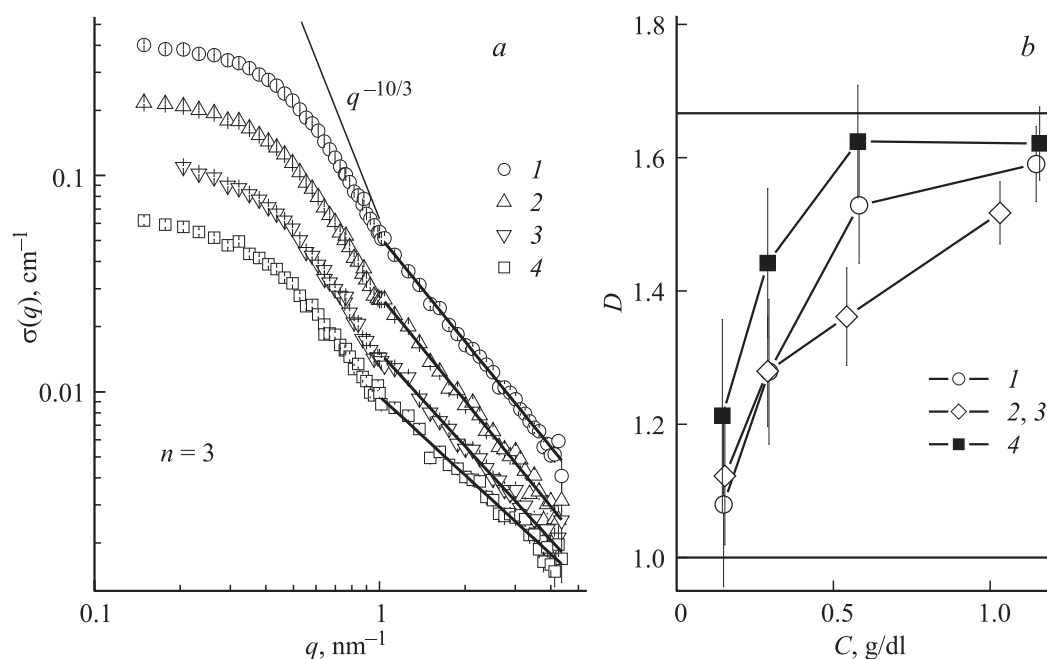 a
q⁻¹⁰/³
1
2
3
4
n = 3
0.1
0.01
σ(q), cm⁻¹
0.1
1
q, nm⁻¹
b
1.8
1.6
1.4
1.2
1.0
D
1
2, 3
4
0
0.5
1.0
C, g/dl